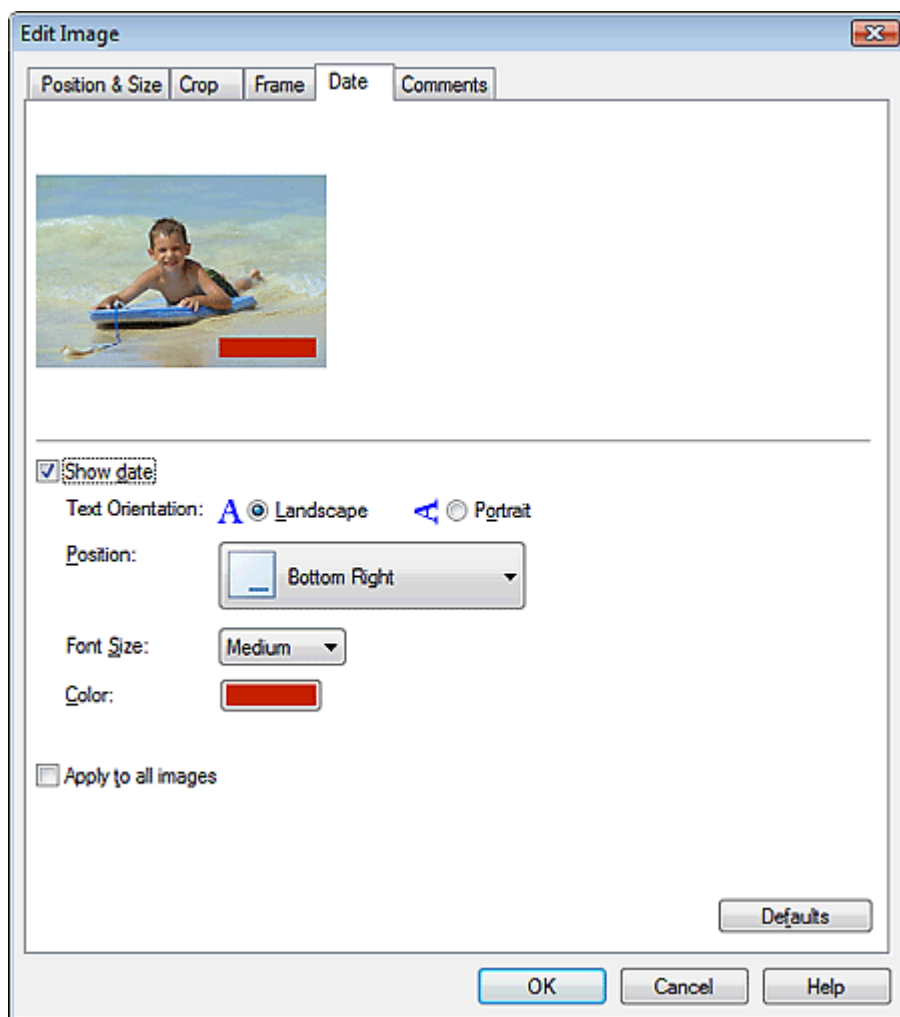 Edit Image
Position & Size Crop Frame Date Comments
Show date
Text Orientation: A Landscape A Portrait
Position: Bottom Right
Font Size: Medium
Color:
Apply to all images
Defaults
OK Cancel Help